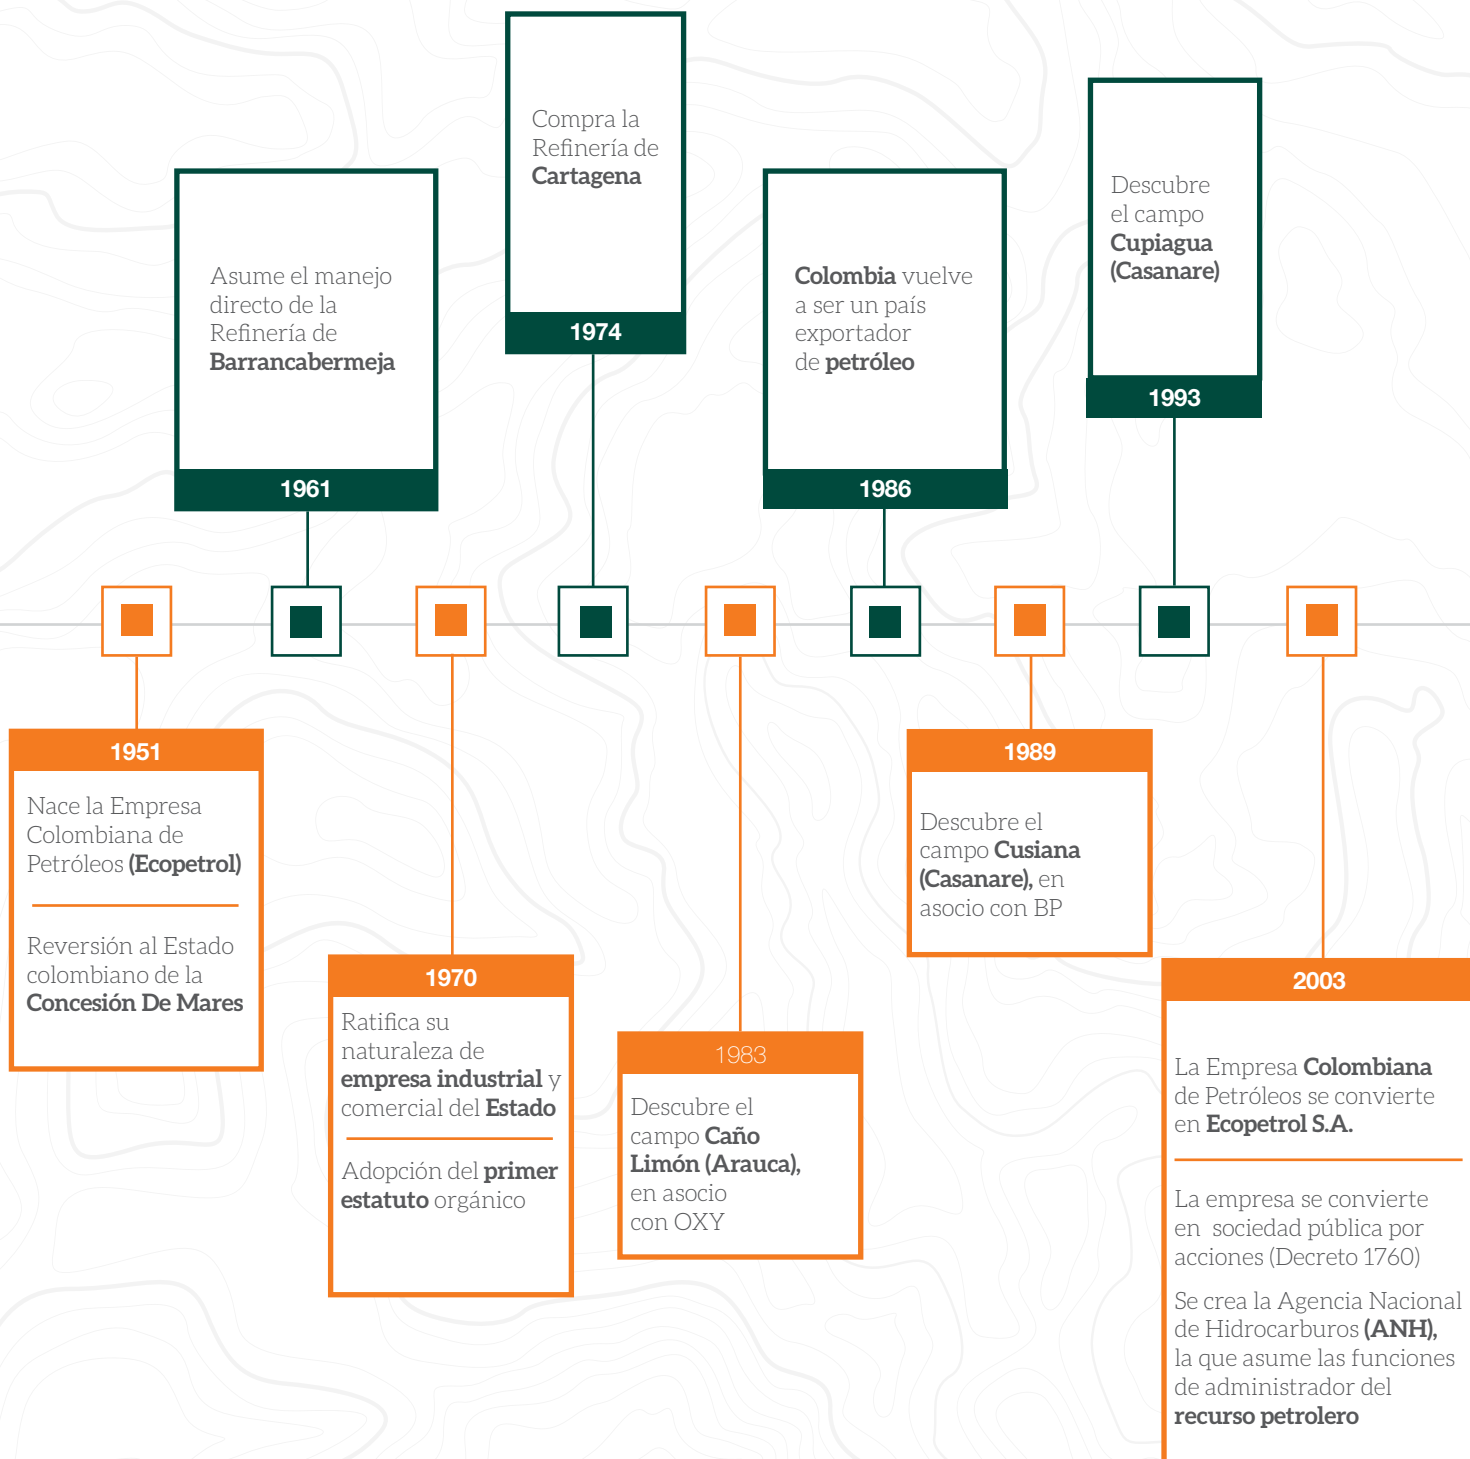 1951
Nace la Empresa
Colombiana de
Petróleos (Ecopetrol)
Reversión al Estado
colombiano de la
Concesión De Mares
Asume el manejo
directo de la
Refinería de
Barrancabermeja
1961
1970
Ratifica su
naturaleza de
empresa industrial y
comercial del Estado
Adopción del primer
estatuto orgánico
Compra la
Refinería de
Cartagena
1974
1983
Descubre el
campo Caño
Limón (Arauca),
en asocio
con OXY
Colombia vuelve
a ser un país
exportador
de petróleo
1986
1989
Descubre el
campo Cusiana
(Casanare), en
asocio con BP
Descubre
el campo
Cupiagua
(Casanare)
1993
2003
La Empresa Colombiana
de Petróleos se convierte
en Ecopetrol S.A.
La empresa se convierte
en  sociedad pública por
acciones (Decreto 1760)
Se crea la Agencia Nacional
de Hidrocarburos (ANH),
la que asume las funciones
de administrador del
recurso petrolero